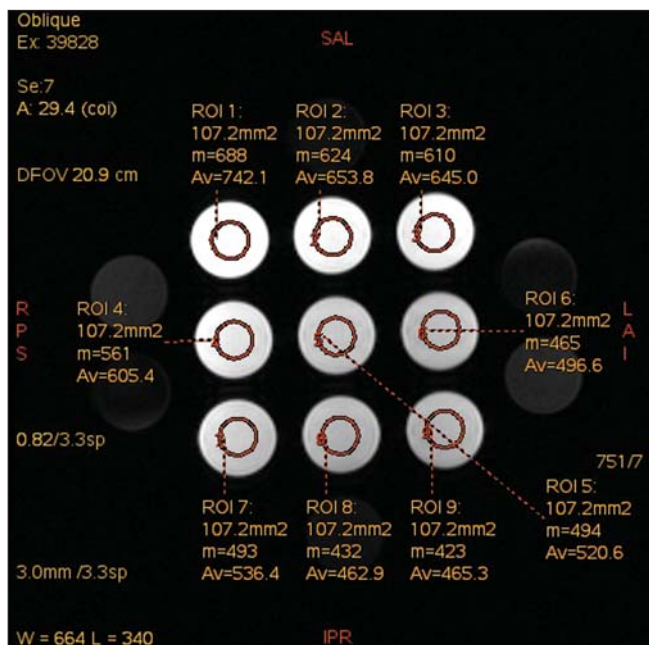 Oblique
Ex: 39828
SAL
Se:7
A: 29.4 (coi)
DFOV 20.9 cm
ROI 1:
107.2mm2
m=688
Av=742.1
ROI 2:
107.2mm2
m=624
Av=653.8
ROI 3:
107.2mm2
m=610
Av=645.0
R
P
S
ROI 4:
107.2mm2
m=561
Av=605.4
ROI 6:
107.2mm2
m=465
Av=496.6
L
A
I
0.82/3.3sp
751/7
ROI 7:
107.2mm2
m=493
Av=536.4
ROI 8:
107.2mm2
m=432
Av=462.9
ROI 9:
107.2mm2
m=423
Av=465.3
ROI 5:
107.2mm2
m=494
Av=520.6
3.0mm /3.3sp
W = 664 L = 340
IPR